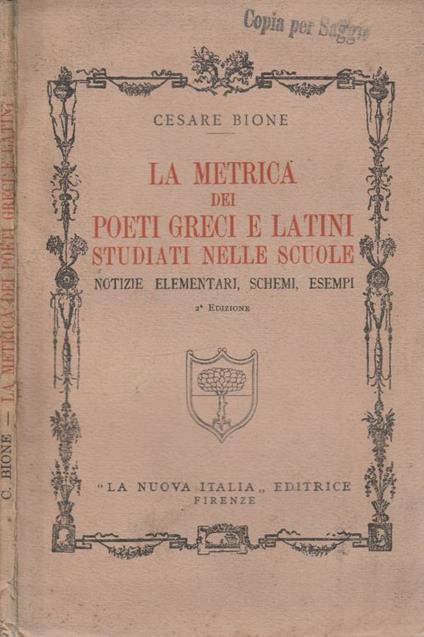 Copia per Saggio
CESARE BIONE
LA METRICA
DEI
POETI GRECI E LATINI
STUDIATI NELLE SCUOLE
NOTIZIE ELEMENTARI, SCHEMI, ESEMPI
2ª EDIZIONE
"LA NUOVA ITALIA„ EDITRICE
FIRENZE
C. BIONE — LA METRICA DEI POETI GRECI E LATINI